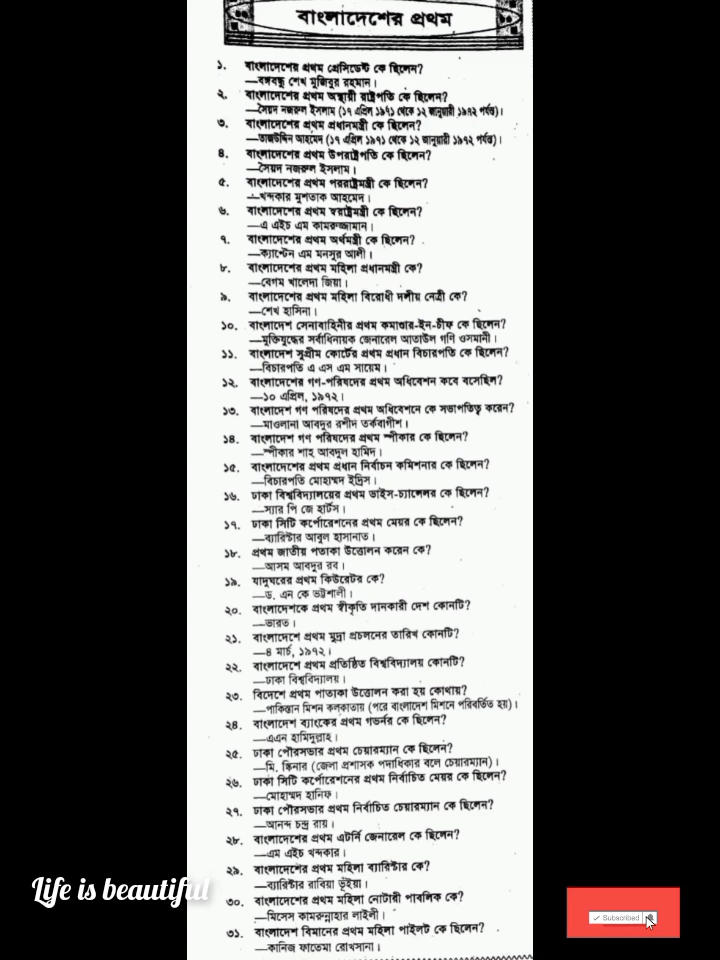 বাংলাদেশের প্রথম
১. বাংলাদেশের প্রথম প্রেসিডেন্ট কে ছিলেন?
—বঙ্গবন্ধু শেখ মুজিবুর রহমান।
২. বাংলাদেশের প্রথম অস্থায়ী রাষ্ট্রপতি কে ছিলেন?
—সৈয়দ নজরুল ইসলাম (১৭ এপ্রিল ১৯৭১ থেকে ১২ জানুয়ারী ১৯৭২ পর্যন্ত)।
৩. বাংলাদেশের প্রথম প্রধানমন্ত্রী কে ছিলেন?
—তাজউদ্দিন আহমেদ (১৭ এপ্রিল ১৯৭১ থেকে ১২ জানুয়ারী ১৯৭২ পর্যন্ত)।
৪. বাংলাদেশের প্রথম উপরাষ্ট্রপতি কে ছিলেন?
—সৈয়দ নজরুল ইসলাম।
৫. বাংলাদেশের প্রথম পররাষ্ট্রমন্ত্রী কে ছিলেন?
—খন্দকার মুশতাক আহমেদ।
৬. বাংলাদেশের প্রথম স্বরাষ্ট্রমন্ত্রী কে ছিলেন?
—এ এইচ এম কামরুজ্জামান।
৭. বাংলাদেশের প্রথম অর্থমন্ত্রী কে ছিলেন?
—ক্যাপ্টেন এম মনসুর আলী।
৮. বাংলাদেশের প্রথম মহিলা প্রধানমন্ত্রী কে?
—বেগম খালেদা জিয়া।
৯. বাংলাদেশের প্রথম মহিলা বিরোধী দলীয় নেত্রী কে?
—শেখ হাসিনা।
১০. বাংলাদেশ সেনাবাহিনীর প্রথম কমাণ্ডার-ইন-চীফ কে ছিলেন?
—মুক্তিযুদ্ধের সর্বাধিনায়ক জেনারেল আতাউল গণি ওসমানী।
১১. বাংলাদেশ সুপ্রীম কোর্টের প্রথম প্রধান বিচারপতি কে ছিলেন?
—বিচারপতি এ এস এম সায়েম।
১২. বাংলাদেশের গণ-পরিষদের প্রথম অধিবেশন কবে বসেছিল?
—১০ এপ্রিল, ১৯৭২।
১৩. বাংলাদেশ গণ পরিষদের প্রথম অধিবেশনে কে সভাপতিত্ব করেন?
—মাওলানা আবদুর রশীদ তর্কবাগীশ।
১৪. বাংলাদেশ গণ পরিষদের প্রথম স্পীকার কে ছিলেন?
—স্পীকার শাহ আবদুল হামিদ।
১৫. বাংলাদেশের প্রথম প্রধান নির্বাচন কমিশনার কে ছিলেন?
—বিচারপতি মোহাম্মদ ইদ্রিস।
১৬. ঢাকা বিশ্ববিদ্যালয়ের প্রথম ভাইস-চ্যান্সেলর কে ছিলেন?
—স্যার পি জে হার্টস।
১৭. ঢাকা সিটি কর্পোরেশনের প্রথম মেয়র কে ছিলেন?
—ব্যারিস্টার আবুল হাসানাত।
১৮. প্রথম জাতীয় পতাকা উত্তোলন করেন কে?
—আসম আবদুর রব।
১৯. যাদুঘরের প্রথম কিউরেটর কে?
—ড. এন কে ভট্টশালী।
২০. বাংলাদেশকে প্রথম স্বীকৃতি দানকারী দেশ কোনটি?
—ভারত।
২১. বাংলাদেশে প্রথম মুদ্রা প্রচলনের তারিখ কোনটি?
—৪ মার্চ, ১৯৭২।
২২. বাংলাদেশে প্রথম প্রতিষ্ঠিত বিশ্ববিদ্যালয় কোনটি?
—ঢাকা বিশ্ববিদ্যালয়।
২৩. বিদেশে প্রথম পাতাকা উত্তোলন করা হয় কোথায়?
—পাকিস্তান মিশন কলকাতায় (পরে বাংলাদেশ মিশনে পরিবর্তিত হয়)।
২৪. বাংলাদেশ ব্যাংকের প্রথম গভর্নর কে ছিলেন?
—এএন হামিদুল্লাহ।
২৫. ঢাকা পৌরসভার প্রথম চেয়ারম্যান কে ছিলেন?
—মি. স্কিনার (জেলা প্রশাসক পদাধিকার বলে চেয়ারম্যান)।
২৬. ঢাকা সিটি কর্পোরেশনের প্রথম নির্বাচিত মেয়র কে ছিলেন?
—মোহাম্মদ হানিফ।
২৭. ঢাকা পৌরসভার প্রথম নির্বাচিত চেয়ারম্যান কে ছিলেন?
—আনন্দ চন্দ্র রায়।
২৮. বাংলাদেশের প্রথম এটর্নি জেনারেল কে ছিলেন?
—এম এইচ খন্দকার।
২৯. বাংলাদেশের প্রথম মহিলা ব্যারিস্টার কে?
—ব্যারিস্টার রাবিয়া ভূঁইয়া।
৩০. বাংলাদেশের প্রথম মহিলা নোটারী পাবলিক কে?
—মিসেস কামরুন্নাহার লাইলী।
৩১. বাংলাদেশ বিমানের প্রথম মহিলা পাইলট কে ছিলেন?
—কানিজ ফাতেমা রোখসানা।
Life is beautiful
Subscribed